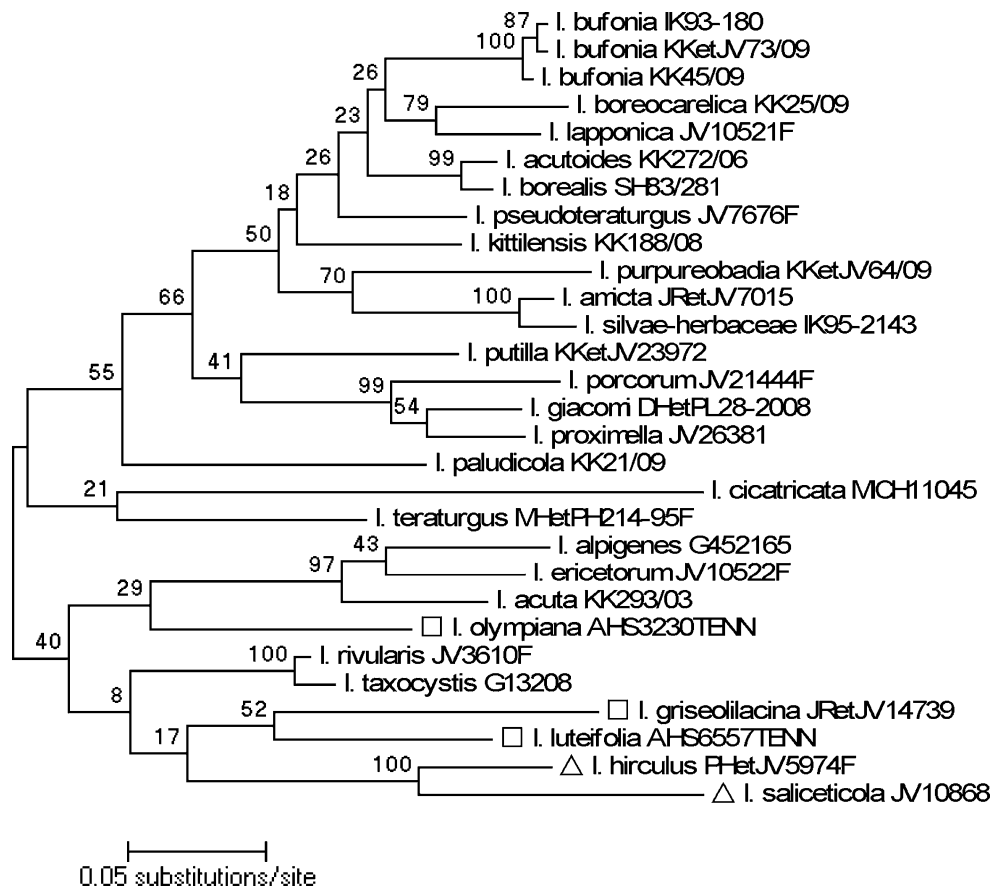 87 I. bufonia IK93-180
100 I. bufonia KKetJV73/09
I. bufonia KK45/09
26
79 I. boreocarelica KK25/09
23 I. lapponica JV10521F
26 99 I. acutoides KK272/06
18 I. borealis SH83/281
I. pseudoteraturgus JV7676F
50 I. kittilensis KK188/08
70 I. purpureobadia KKetJV64/09
66 100 I. amicta JRetJV7015
I. silvae-herbaceae IK95-2143
41 I. putilla KKetJV23972
55 99 I. porcorum JV21444F
54 I. giacomi DHetPL28-2008
I. proximella JV26381
I. paludicola KK21/09
21 I. cicatricata MCH11045
I. teraturgus MHetPH214-95F
43 I. alpigenes G452165
97 I. ericetorum JV10522F
29 I. acuta KK293/03
I. olympiana AHS3230TENN
40 100 I. rivularis JV3610F
I. taxocystis G13208
8 52 I. griseolilacina JRetJV14739
17 I. luteifolia AHS6557TENN
100 I. hirculus PHetJV5974F
I. saliceticola JV10868
0.05 substitutions/site